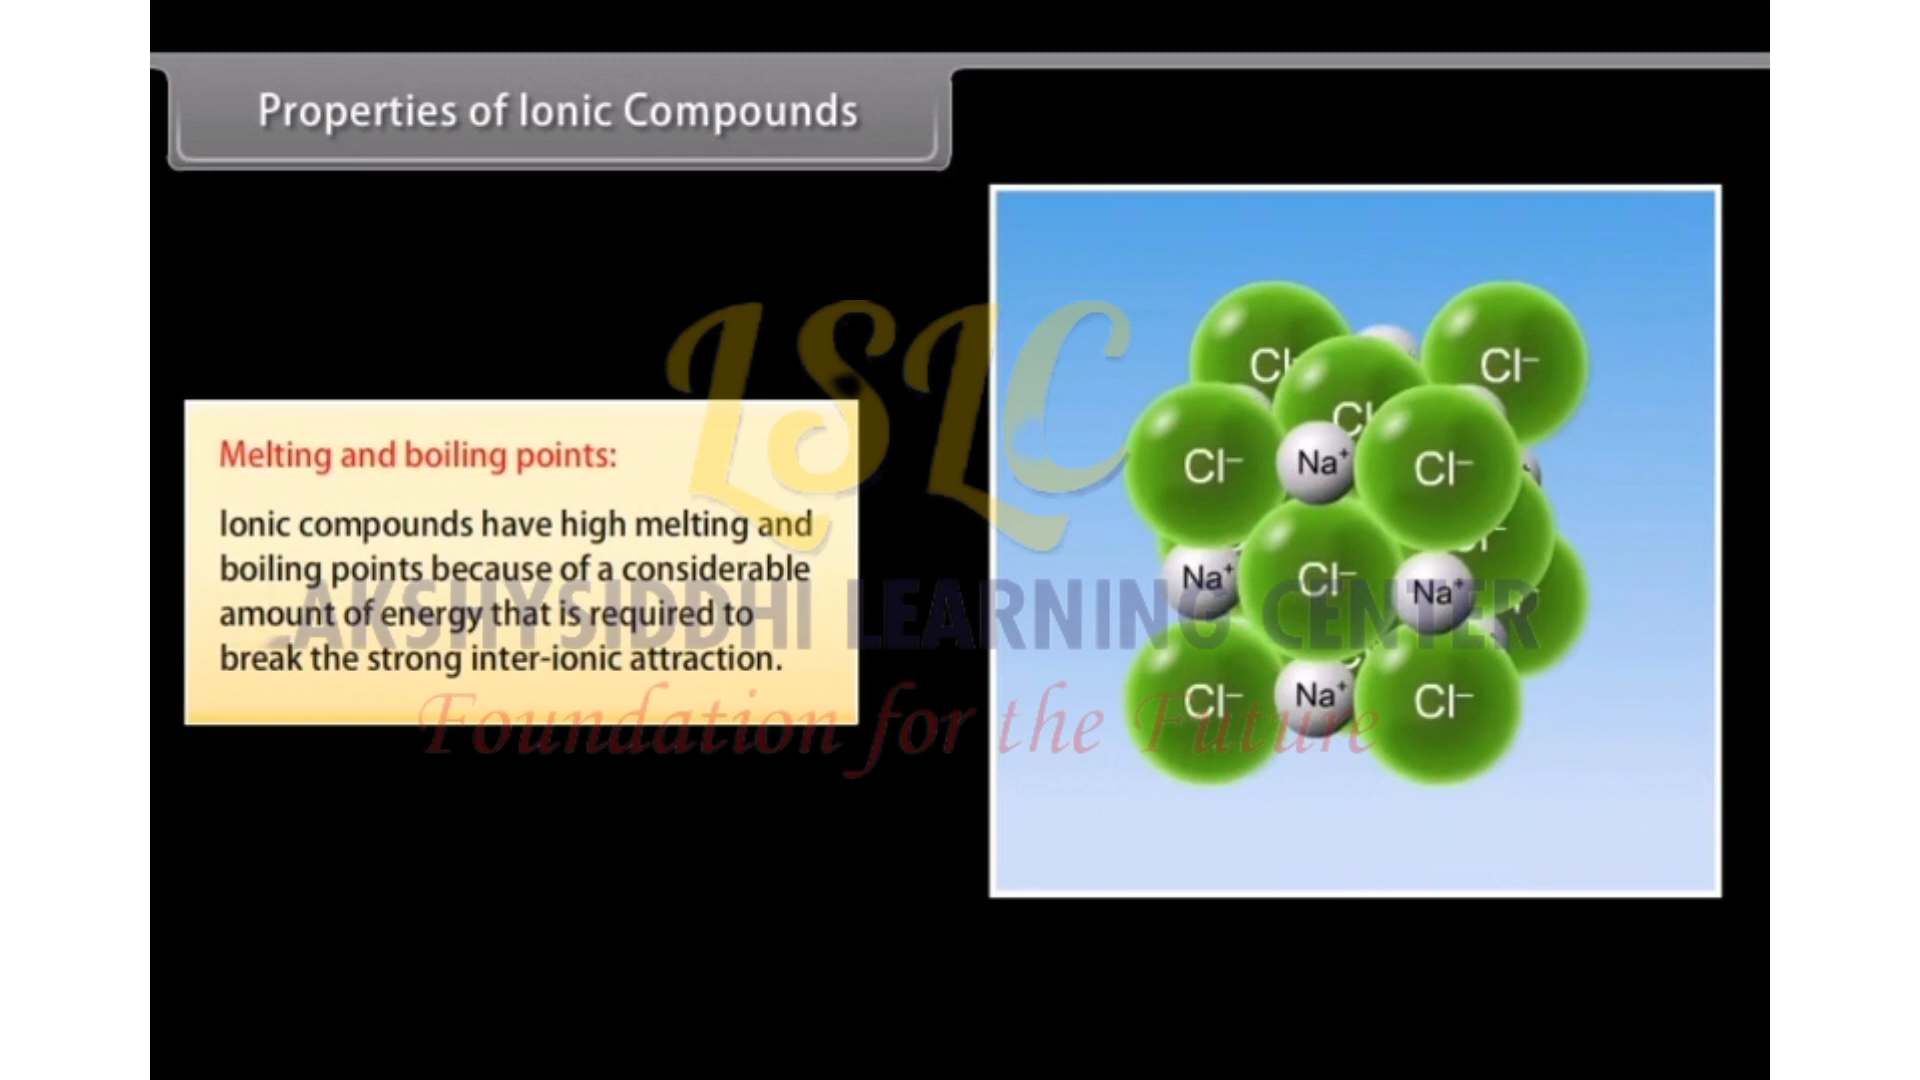 Properties of Ionic Compounds
LSLC
Melting and boiling points:
Ionic compounds have high melting and
boiling points because of a considerable
amount of energy that is required to
break the strong inter-ionic attraction.
AKSHYSIDDHI LEARNING CENTER
Foundation for the Future
Cl⁻
Cl⁻
Cl
Cl⁻
Na⁺
Cl⁻
Na⁺
Cl⁻
Na⁺
Cl⁻
Na⁺
Cl⁻